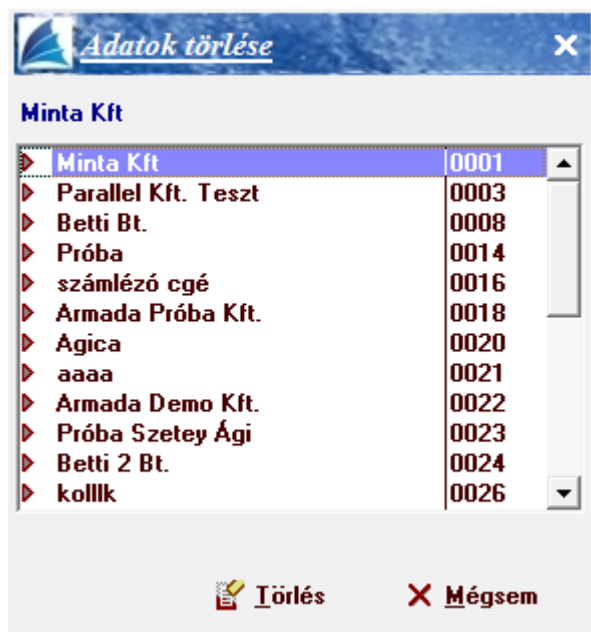 Adatok törlése
Minta Kft
Minta Kft 0001
Parallel Kft. Teszt 0003
Betti Bt. 0008
Próba 0014
számlézó cgé 0016
Armada Próba Kft. 0018
Agica 0020
aaaa 0021
Armada Demo Kft. 0022
Próba Szetey Ági 0023
Betti 2 Bt. 0024
kolllk 0026
Törlés Mégsem